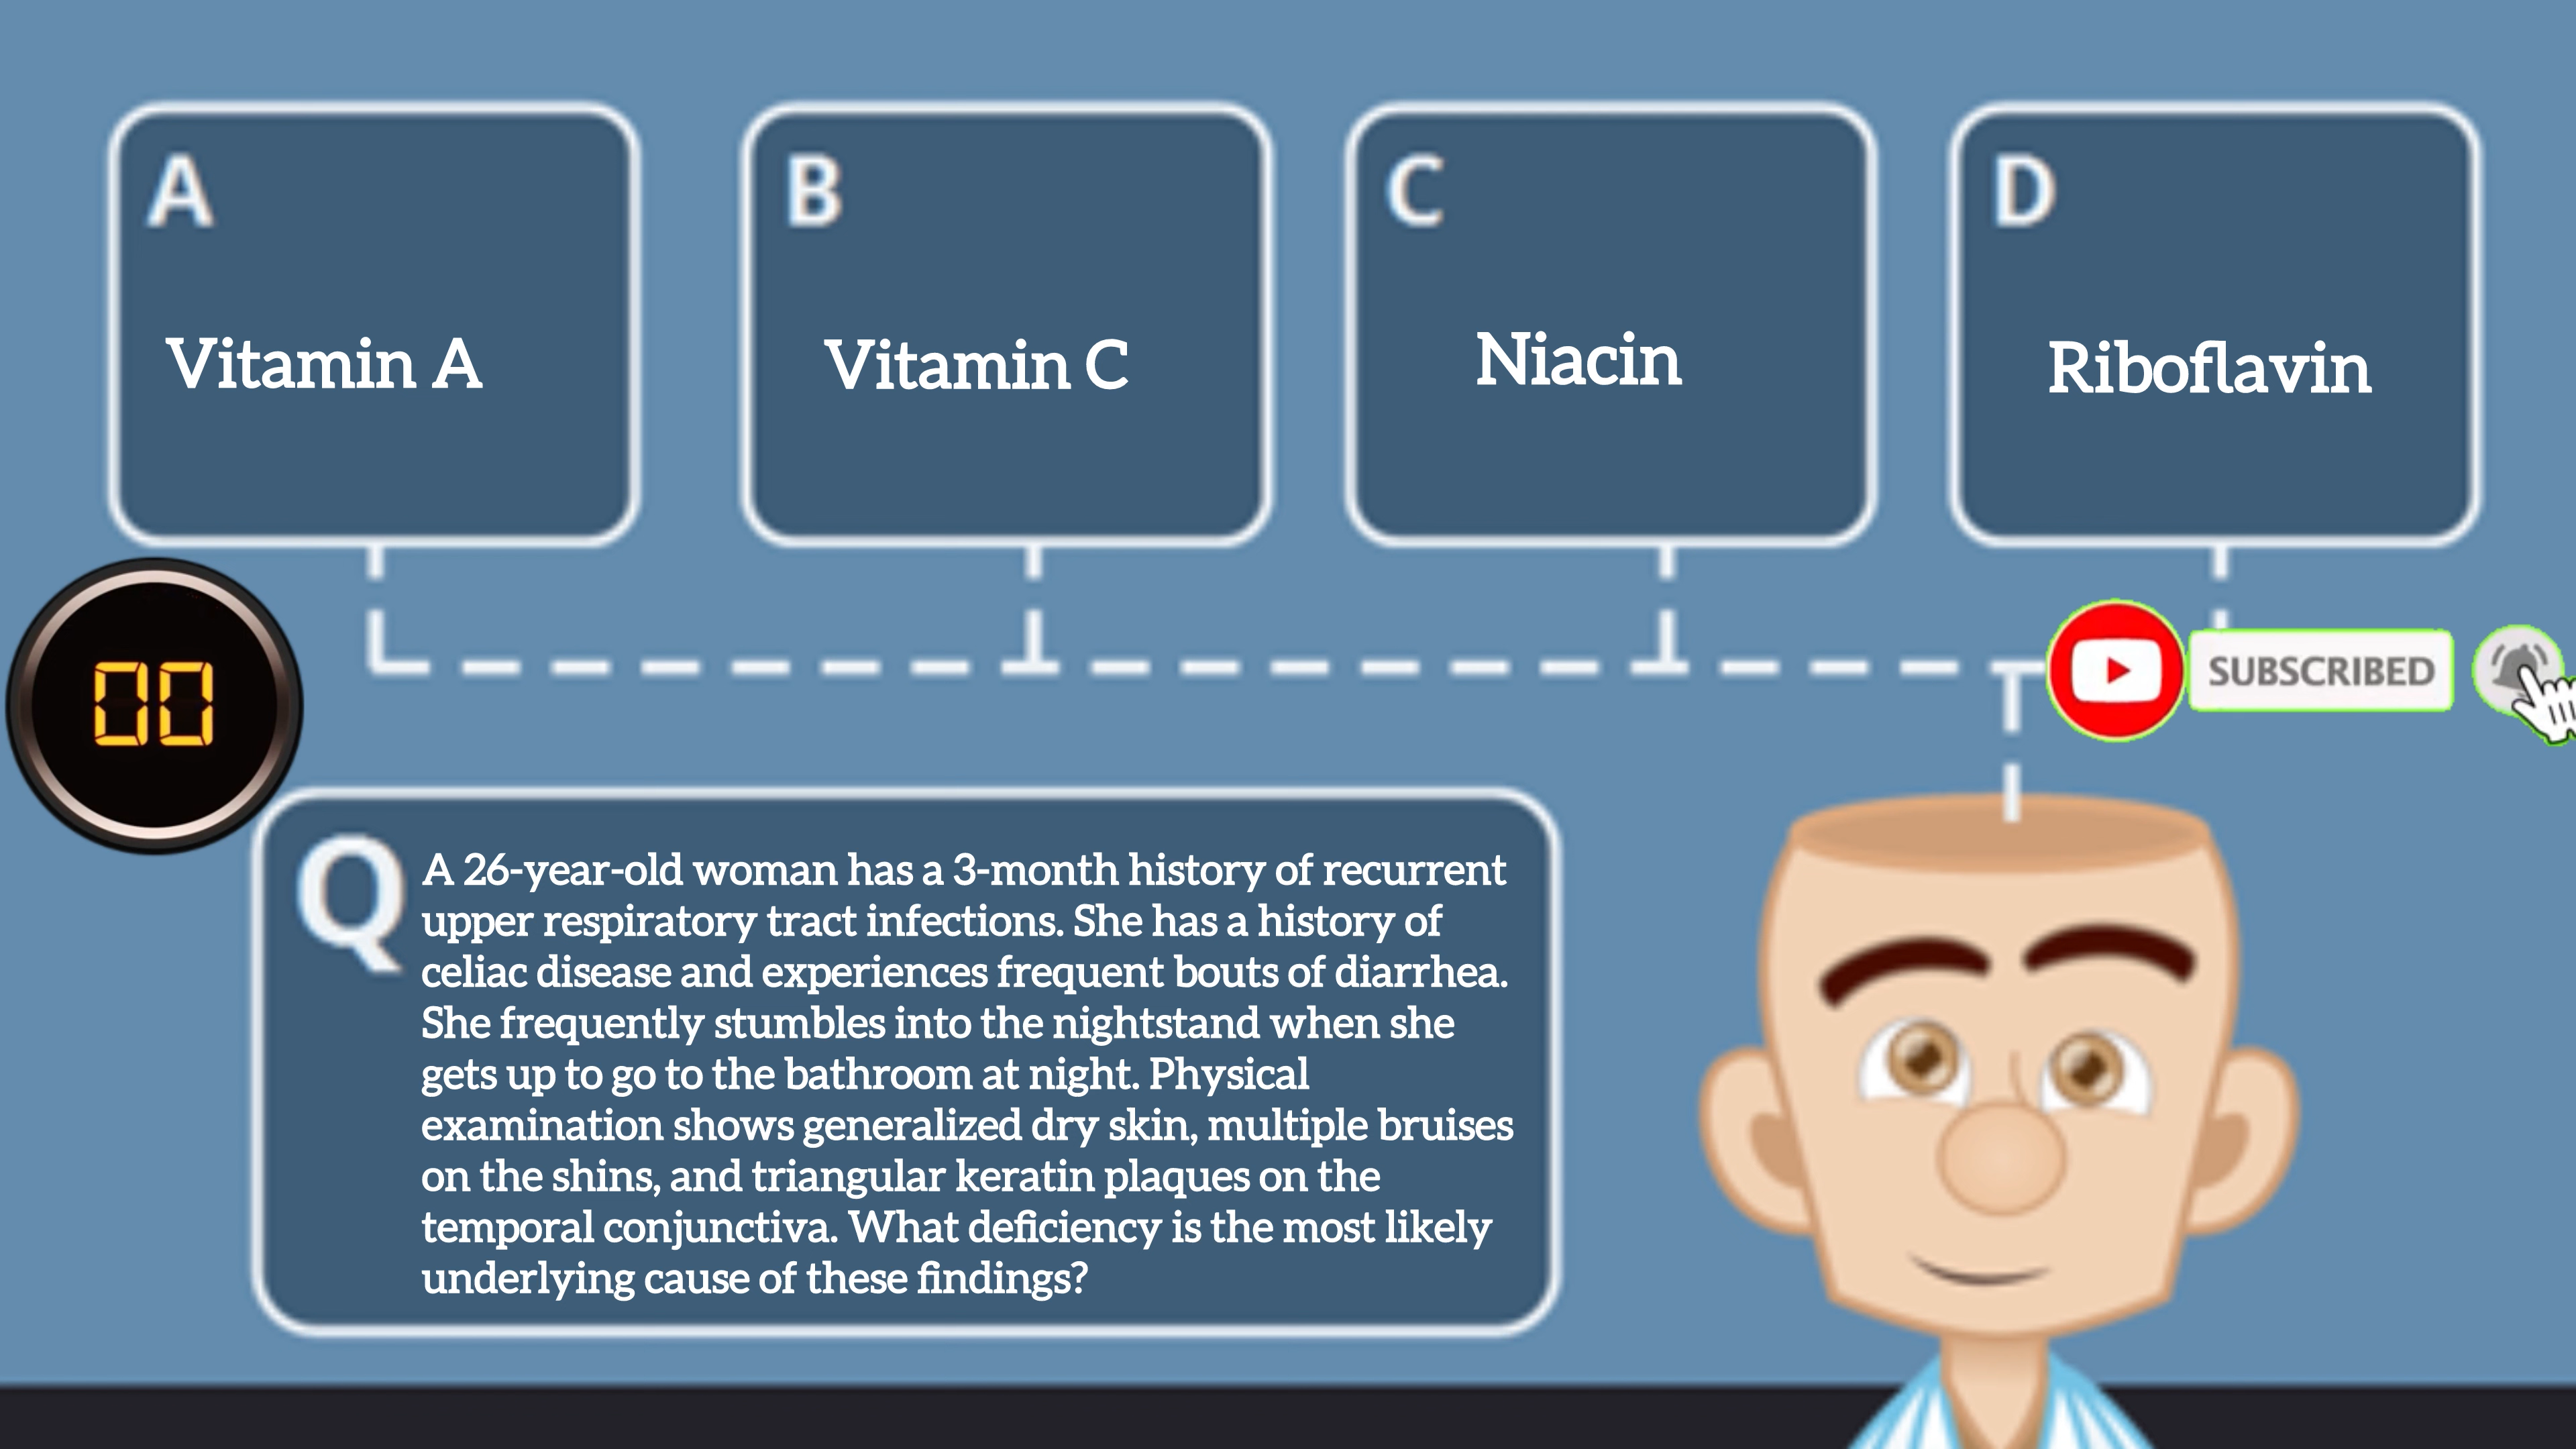 A
Vitamin A
B
Vitamin C
C
Niacin
D
Riboflavin
00
SUBSCRIBED
Q
A 26-year-old woman has a 3-month history of recurrent
upper respiratory tract infections. She has a history of
celiac disease and experiences frequent bouts of diarrhea.
She frequently stumbles into the nightstand when she
gets up to go to the bathroom at night. Physical
examination shows generalized dry skin, multiple bruises
on the shins, and triangular keratin plaques on the
temporal conjunctiva. What deficiency is the most likely
underlying cause of these findings?